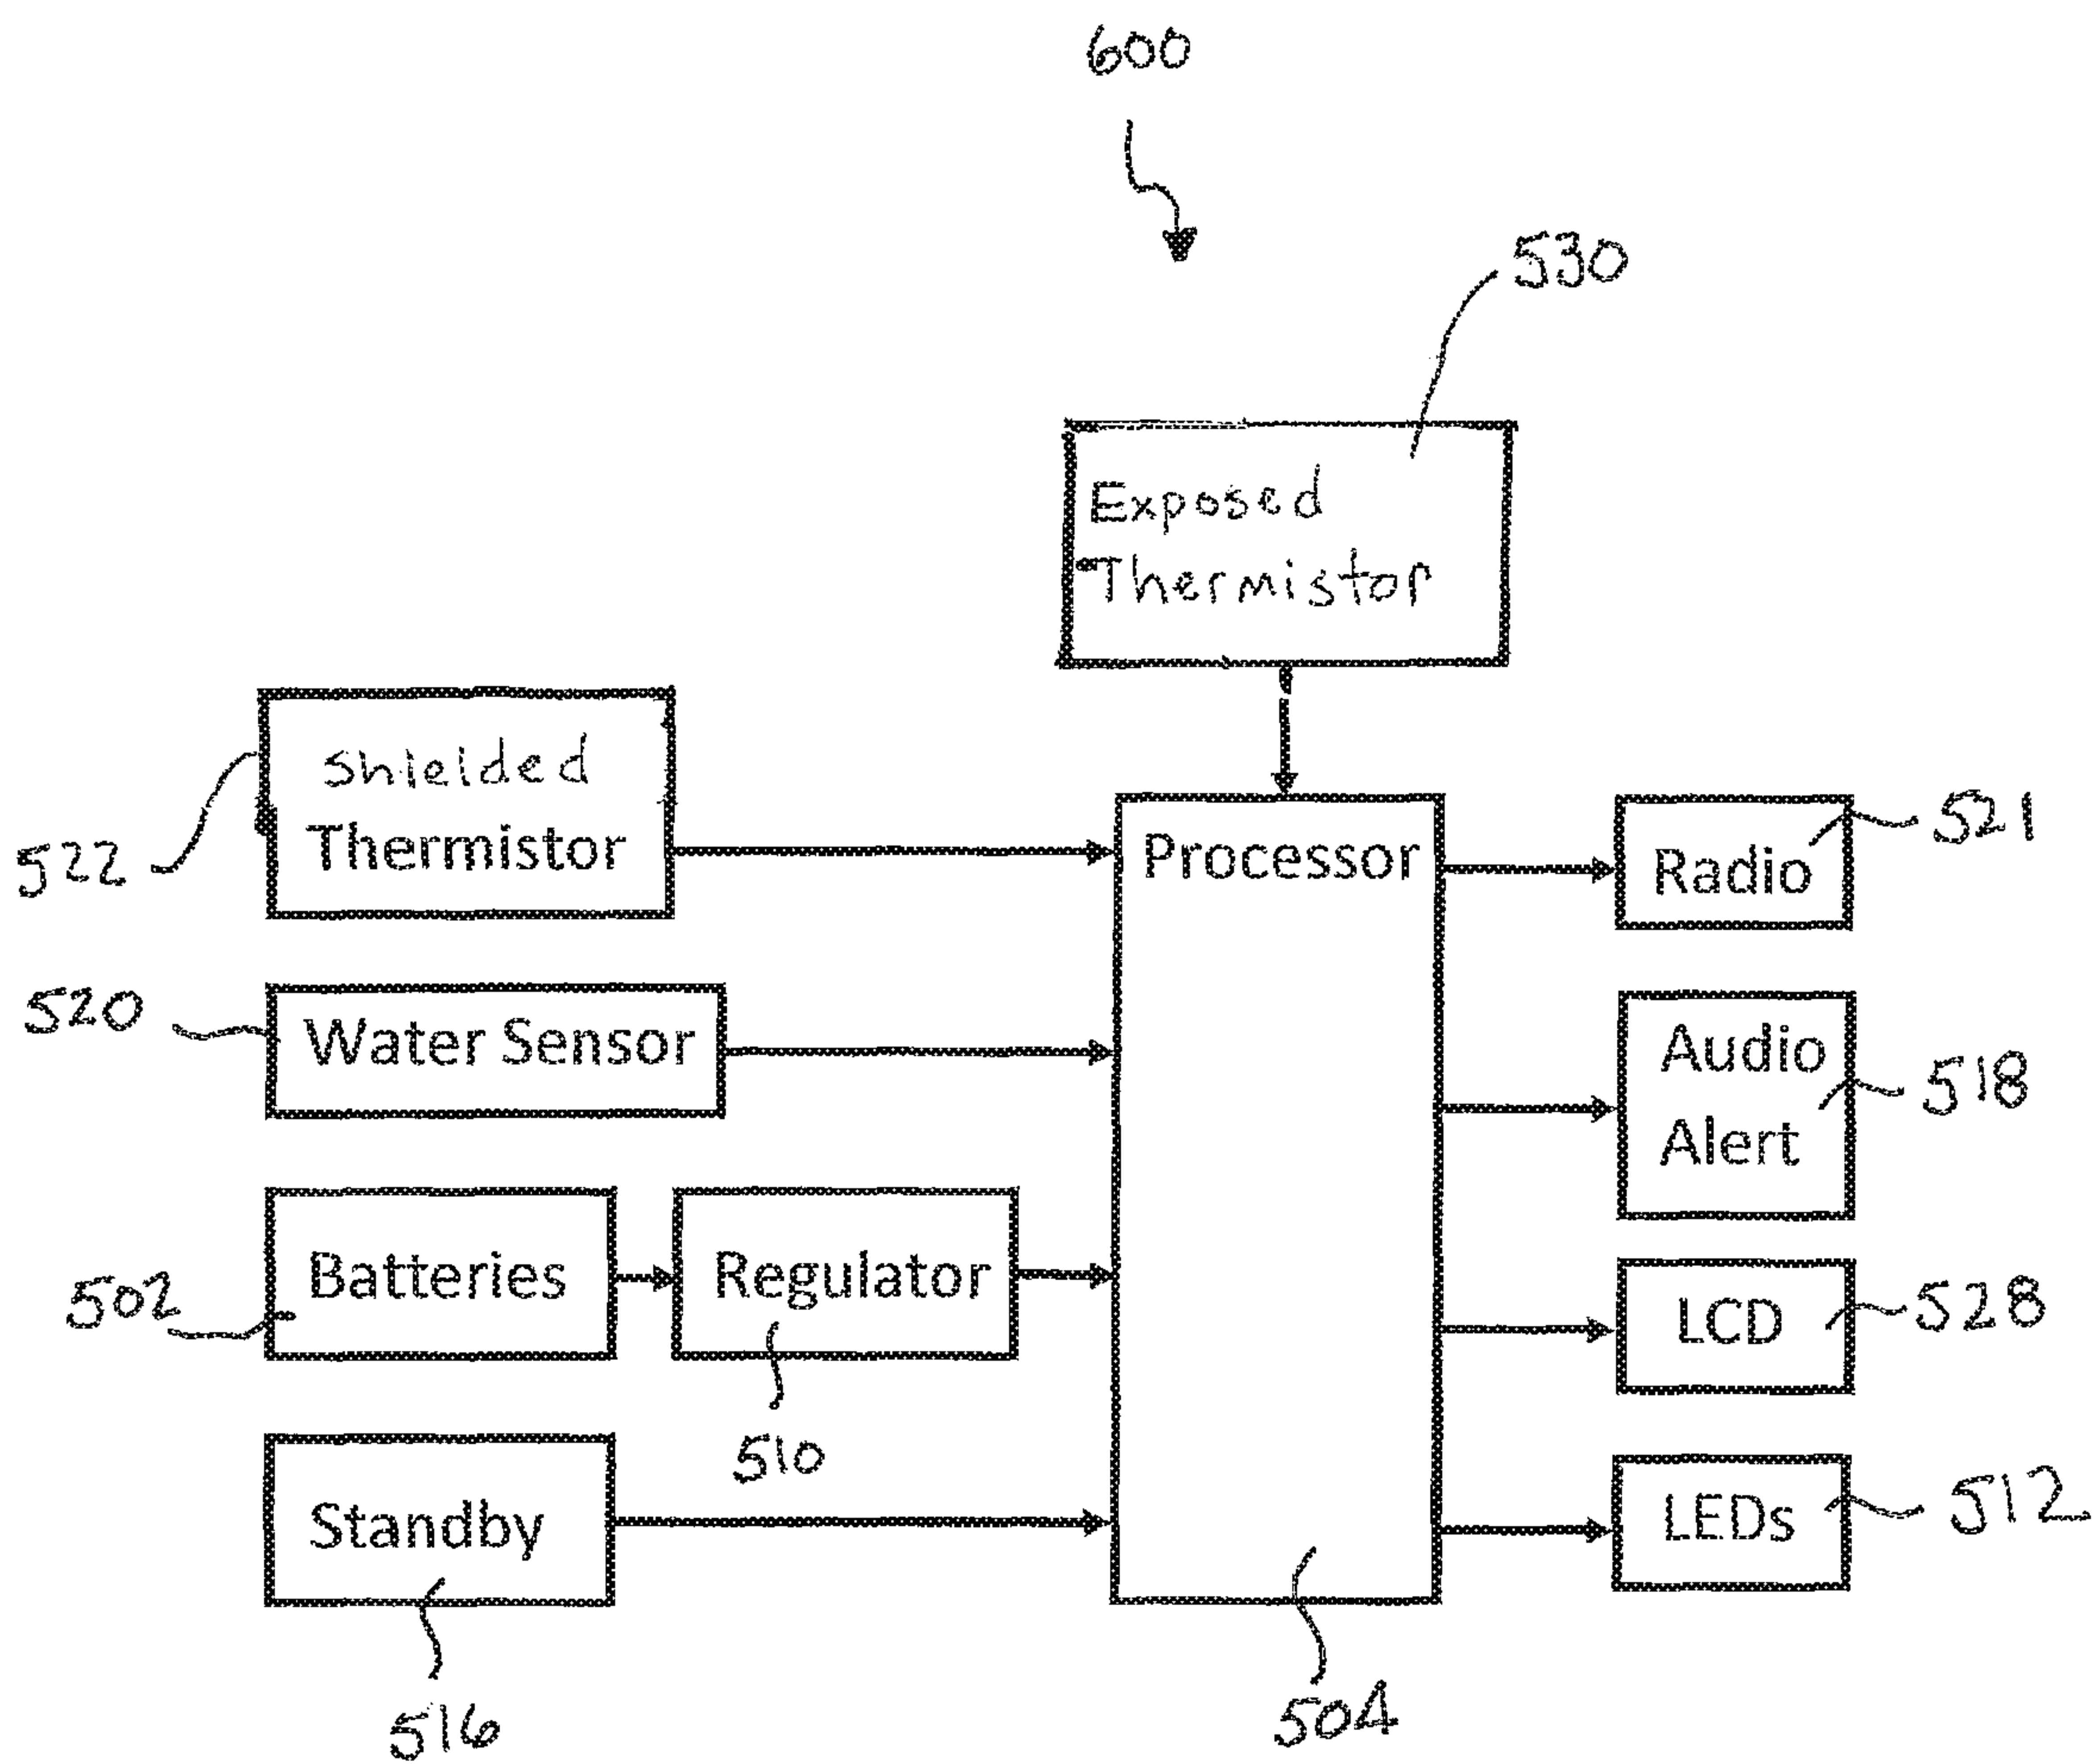 600
530
Exposed
Thermistor
Shielded
Thermistor
522
Processor
Radio
521
520
Water Sensor
Audio
Alert
518
502
Batteries
Regulator
510
LCD
528
Standby
516
LEDs
512
504